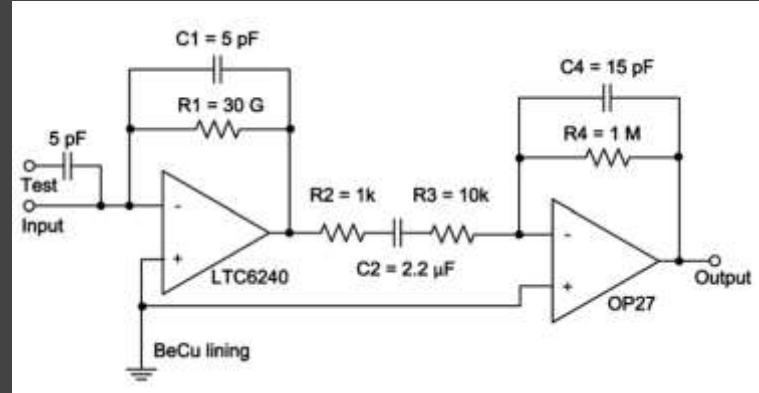 C1 = 5 pF
C4 = 15 pF
R1 = 30 G
R4 = 1 M
5 pF
Test
Input
R2 = 1k
R3 = 10k
-
+
LTC6240
C2 = 2.2 µF
-
+
OP27
Output
BeCu lining